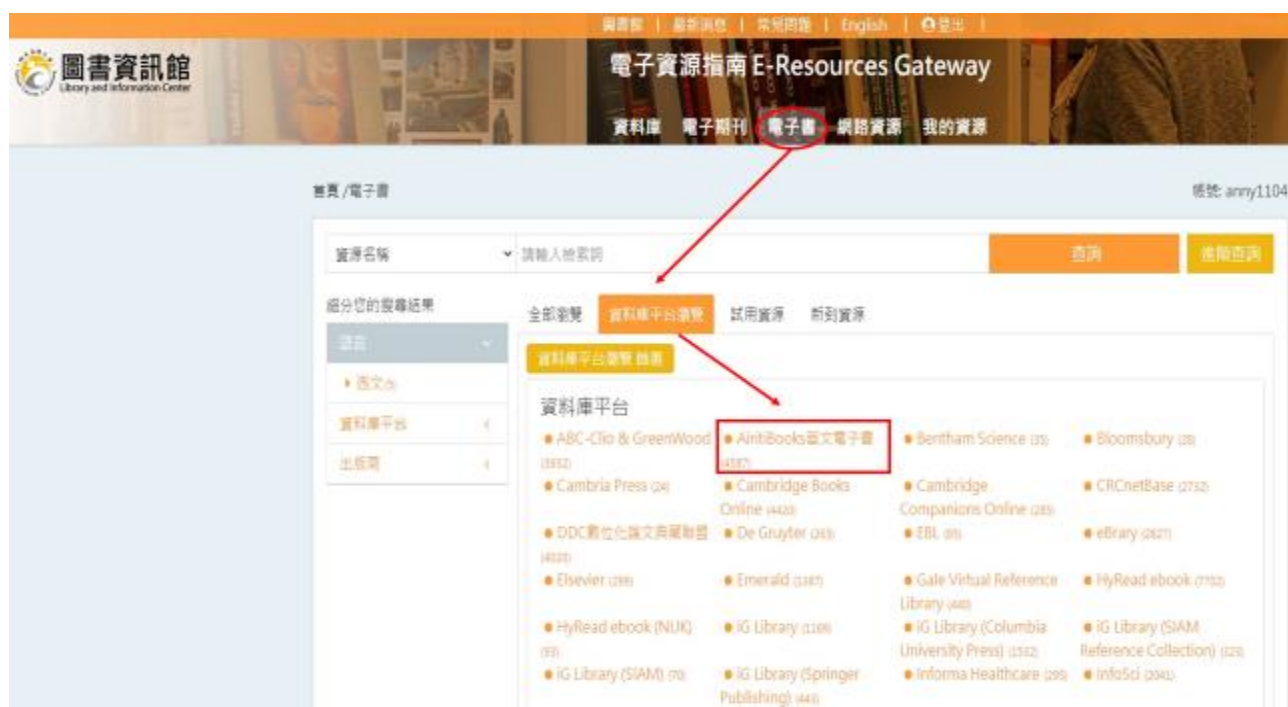 圖書館 | 最新消息 | 常見問題 | English | 登出 |
圖書資訊館
Library and Information Center
電子資源指南 E-Resources Gateway
資料庫 電子期刊 電子書 網路資源 我的資源
首頁 /電子書
帳號: anny1104
資源名稱 請輸入檢索詞 查詢 進階查詢
細分您的搜尋結果
全部瀏覽 資料庫平台瀏覽 試用資源 新到資源
語言
資料庫平台瀏覽 首頁
西文
資料庫平台
資料庫平台
出版商
ABC-Clio & GreenWood AiritiBooks華文電子書 Bentham Science Bloomsbury
Cambria Press (24) Cambridge Books Cambridge CRCnetBase (2732)
Online (4420) Companions Online
DDC數位化論文典藏聯盟 De Gruyter EBL eBrary
Elsevier Emerald Gale Virtual Reference HyRead ebook
Library
HyRead ebook (NUK) iG Library iG Library (Columbia iG Library (SIAM
University Press) Reference Collection)
iG Library (SIAM) (70) iG Library (Springer Informa Healthcare InfoSci
Publishing)